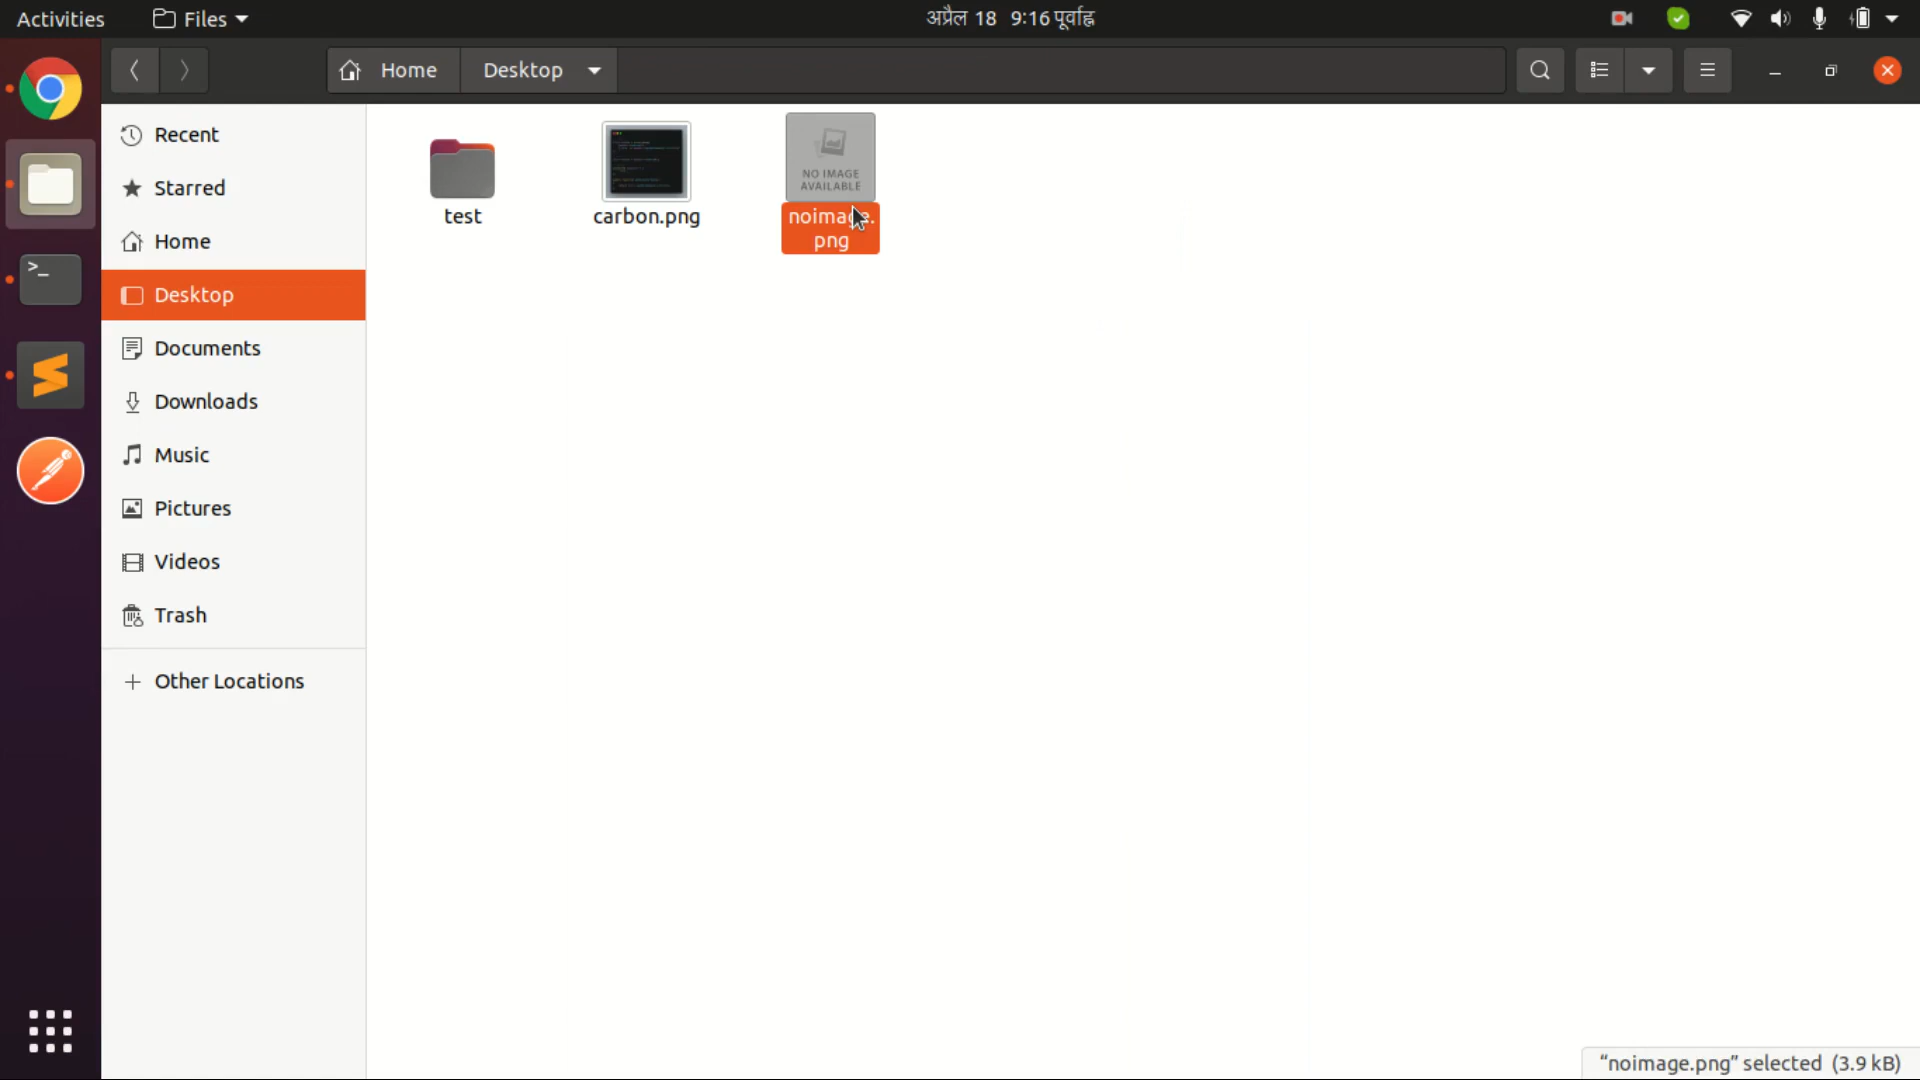 Activities
Files
अप्रैल 18 9:16 पूर्वाह्न
Home
Desktop
Recent
Starred
Home
Desktop
Documents
Downloads
Music
Pictures
Videos
Trash
Other Locations
test
carbon.png
NO IMAGE
AVAILABLE
noimage.
png
"noimage.png" selected (3.9 kB)